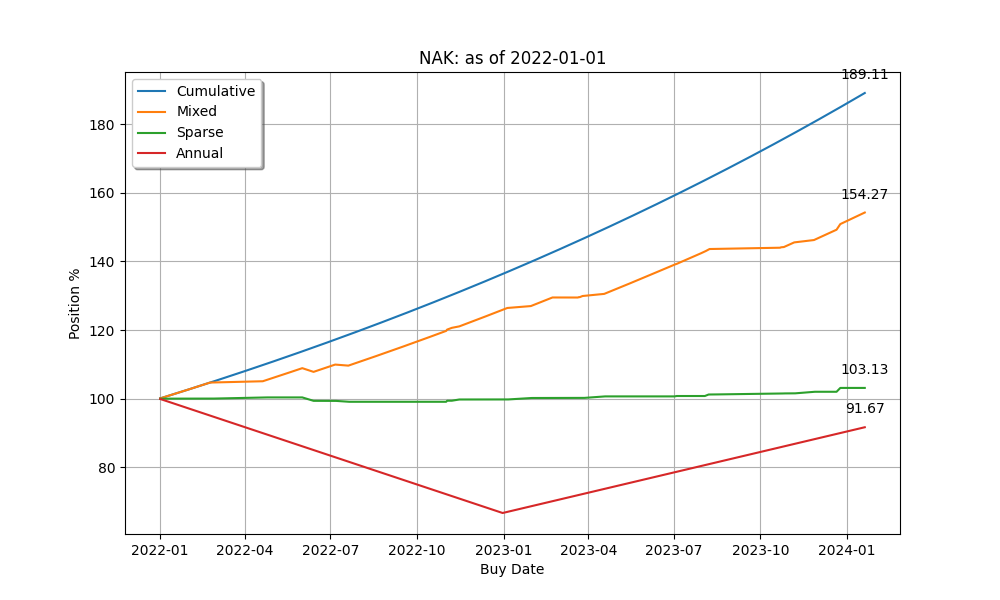 NAK: as of 2022-01-01
189.11
Cumulative
Mixed
Sparse
Annual
180
160
154.27
140
120
103.13
100
91.67
80
Position %
2022-01 2022-04 2022-07 2022-10 2023-01 2023-04 2023-07 2023-10 2024-01
Buy Date